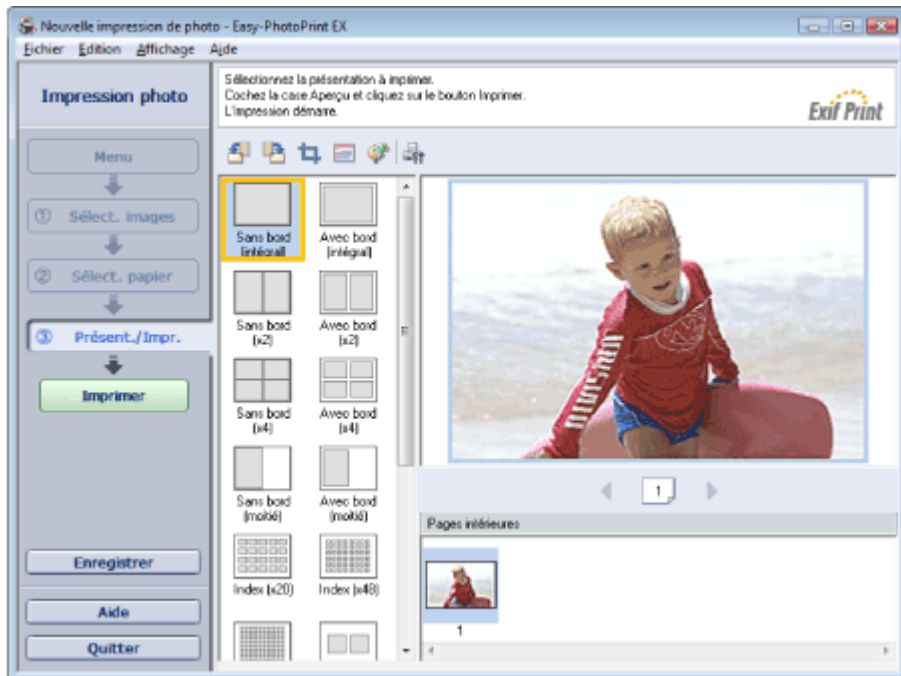 Nouvelle impression de photo - Easy-PhotoPrint EX
Fichier Edition Affichage Aide
Impression photo
Sélectionnez la présentation à imprimer.
Cochez la case Aperçu et cliquez sur le bouton Imprimer.
L'impression démarre.
Exif Print
Menu
① Sélect. images
② Sélect. papier
③ Présent./Impr.
Imprimer
Enregistrer
Aide
Quitter
Sans bord (intégral)
Avec bord (intégral)
Sans bord (x2)
Avec bord (x2)
Sans bord (x4)
Avec bord (x4)
Sans bord (moitié)
Avec bord (moitié)
Index (x20)
Index (x48)
1
Pages intérieures
1